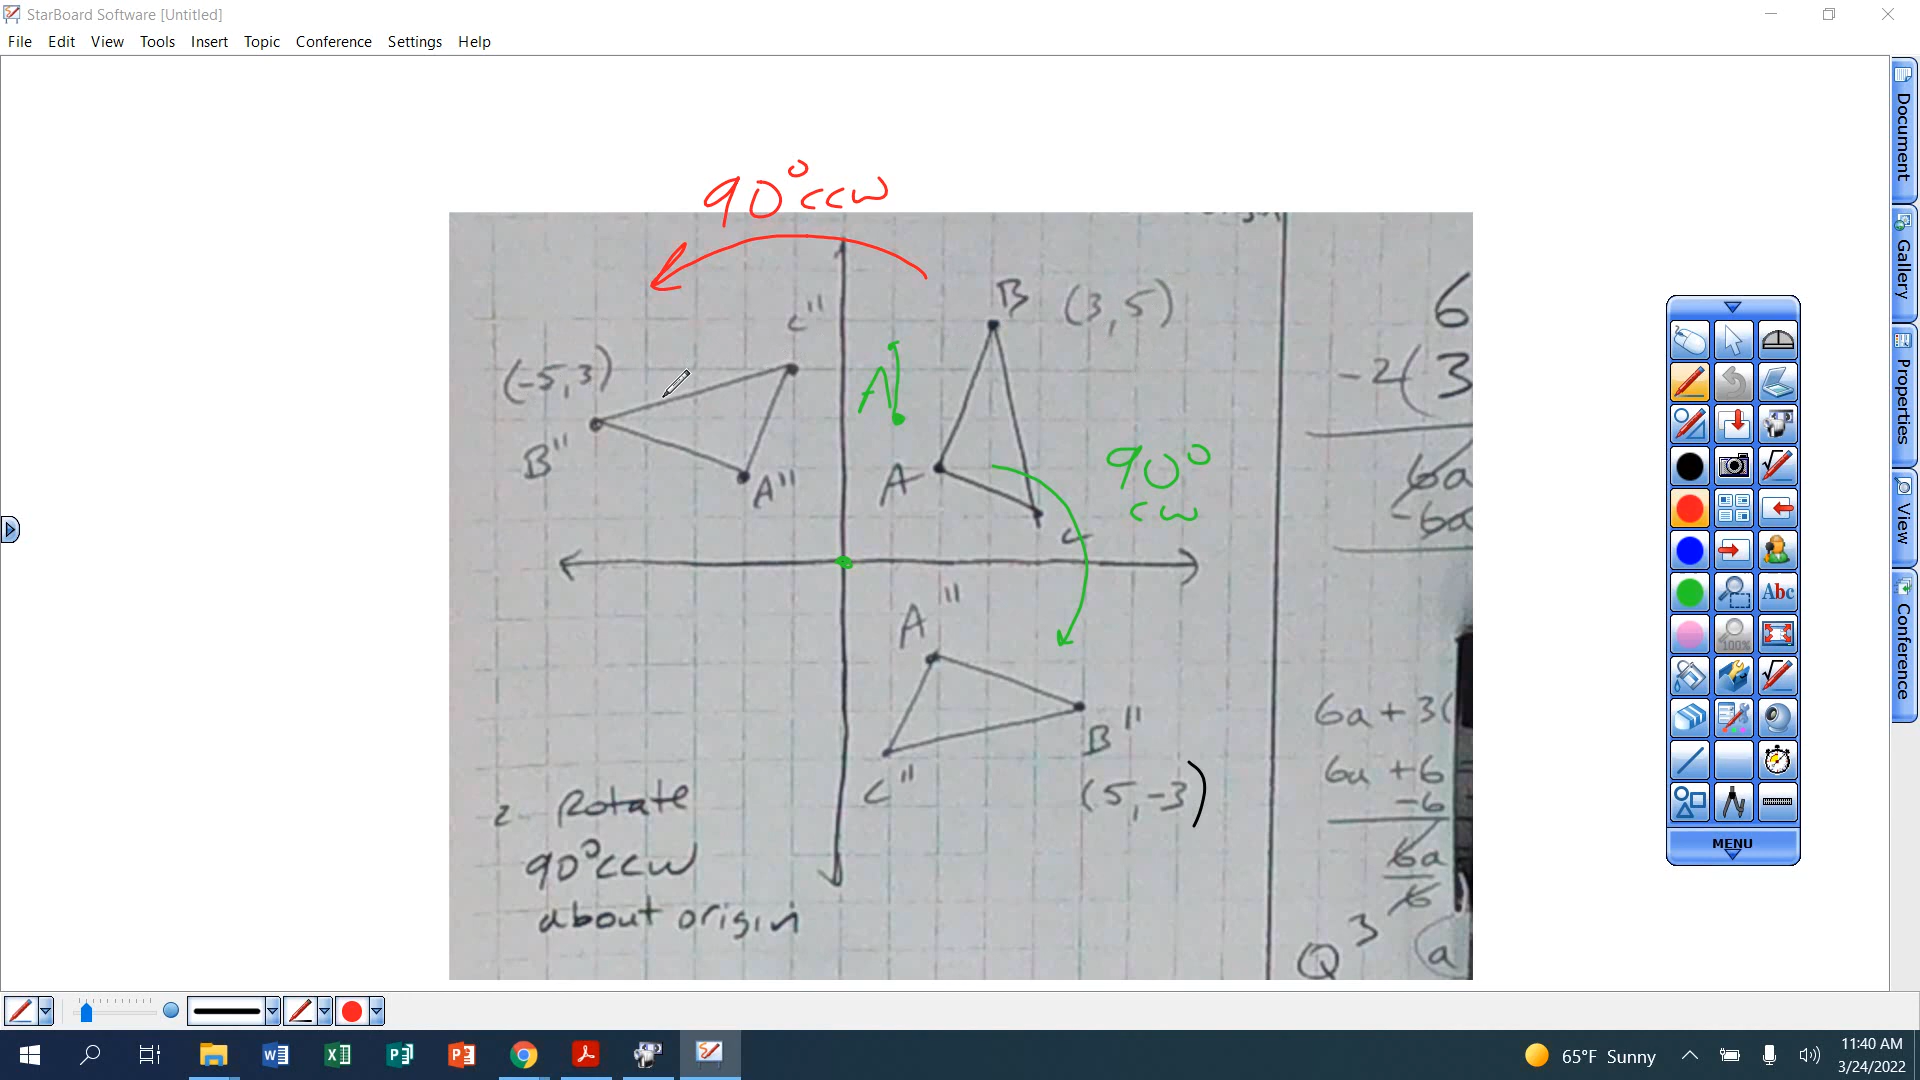 StarBoard Software [Untitled]
File Edit View Tools Insert Topic Conference Settings Help
90° ccw
B (3, 5)
C"
(-5, 3)
B"
A"
A
A
90°
cw
C
A"
B"
C"
(5, -3)
2. Rotate
90° ccw
about origin
6
-2(3
6a
-6a
6a + 3(
6a + 6
-6
6a
6
Q3
a
Document
Gallery
Properties
View
Conference
Abc
100%
MENU
65°F Sunny
11:40 AM
3/24/2022